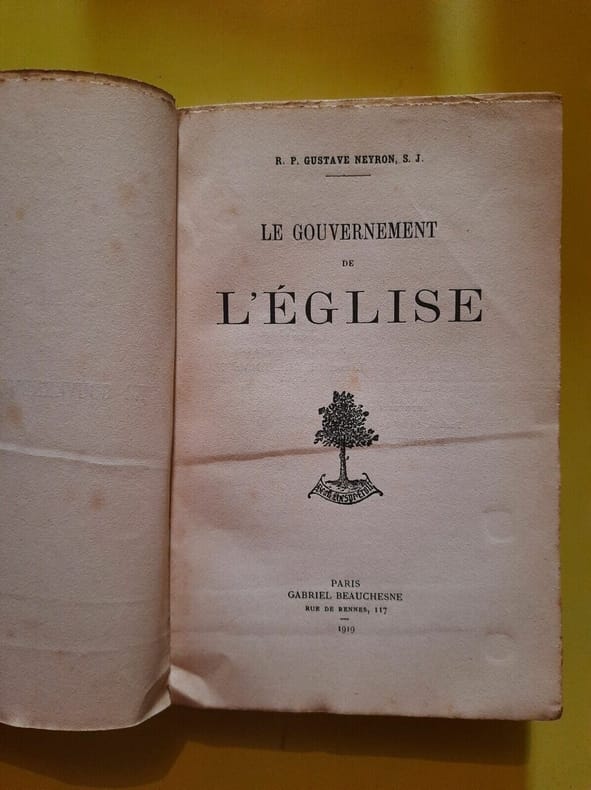 R. P. GUSTAVE NEYRON, S. J.
LE GOUVERNEMENT
DE
L'ÉGLISE
PARIS
GABRIEL BEAUCHESNE
RUE DE RENNES, 117
1919